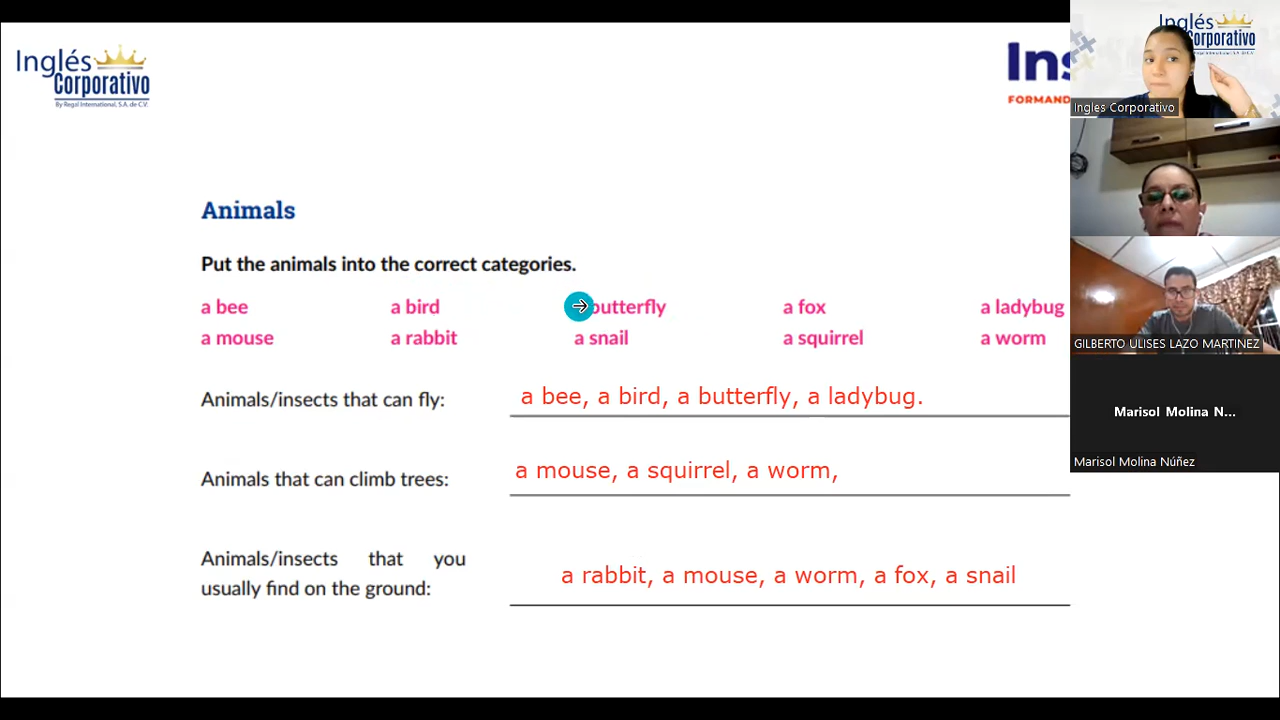 Inglés
Corporativo
By Regal International, S.A. de C.V.
Ins
FORMAND
Inglés
Corporativo
Ingles Corporativo
GILBERTO ULISES LAZO MARTINEZ
Marisol Molina N...
Marisol Molina Núñez
Animals
Put the animals into the correct categories.
a bee a bird butterfly a fox a ladybug
a mouse a rabbit a snail a squirrel a worm
Animals/insects that can fly: a bee, a bird, a butterfly, a ladybug.
Animals that can climb trees: a mouse, a squirrel, a worm,
Animals/insects that you
usually find on the ground: a rabbit, a mouse, a worm, a fox, a snail